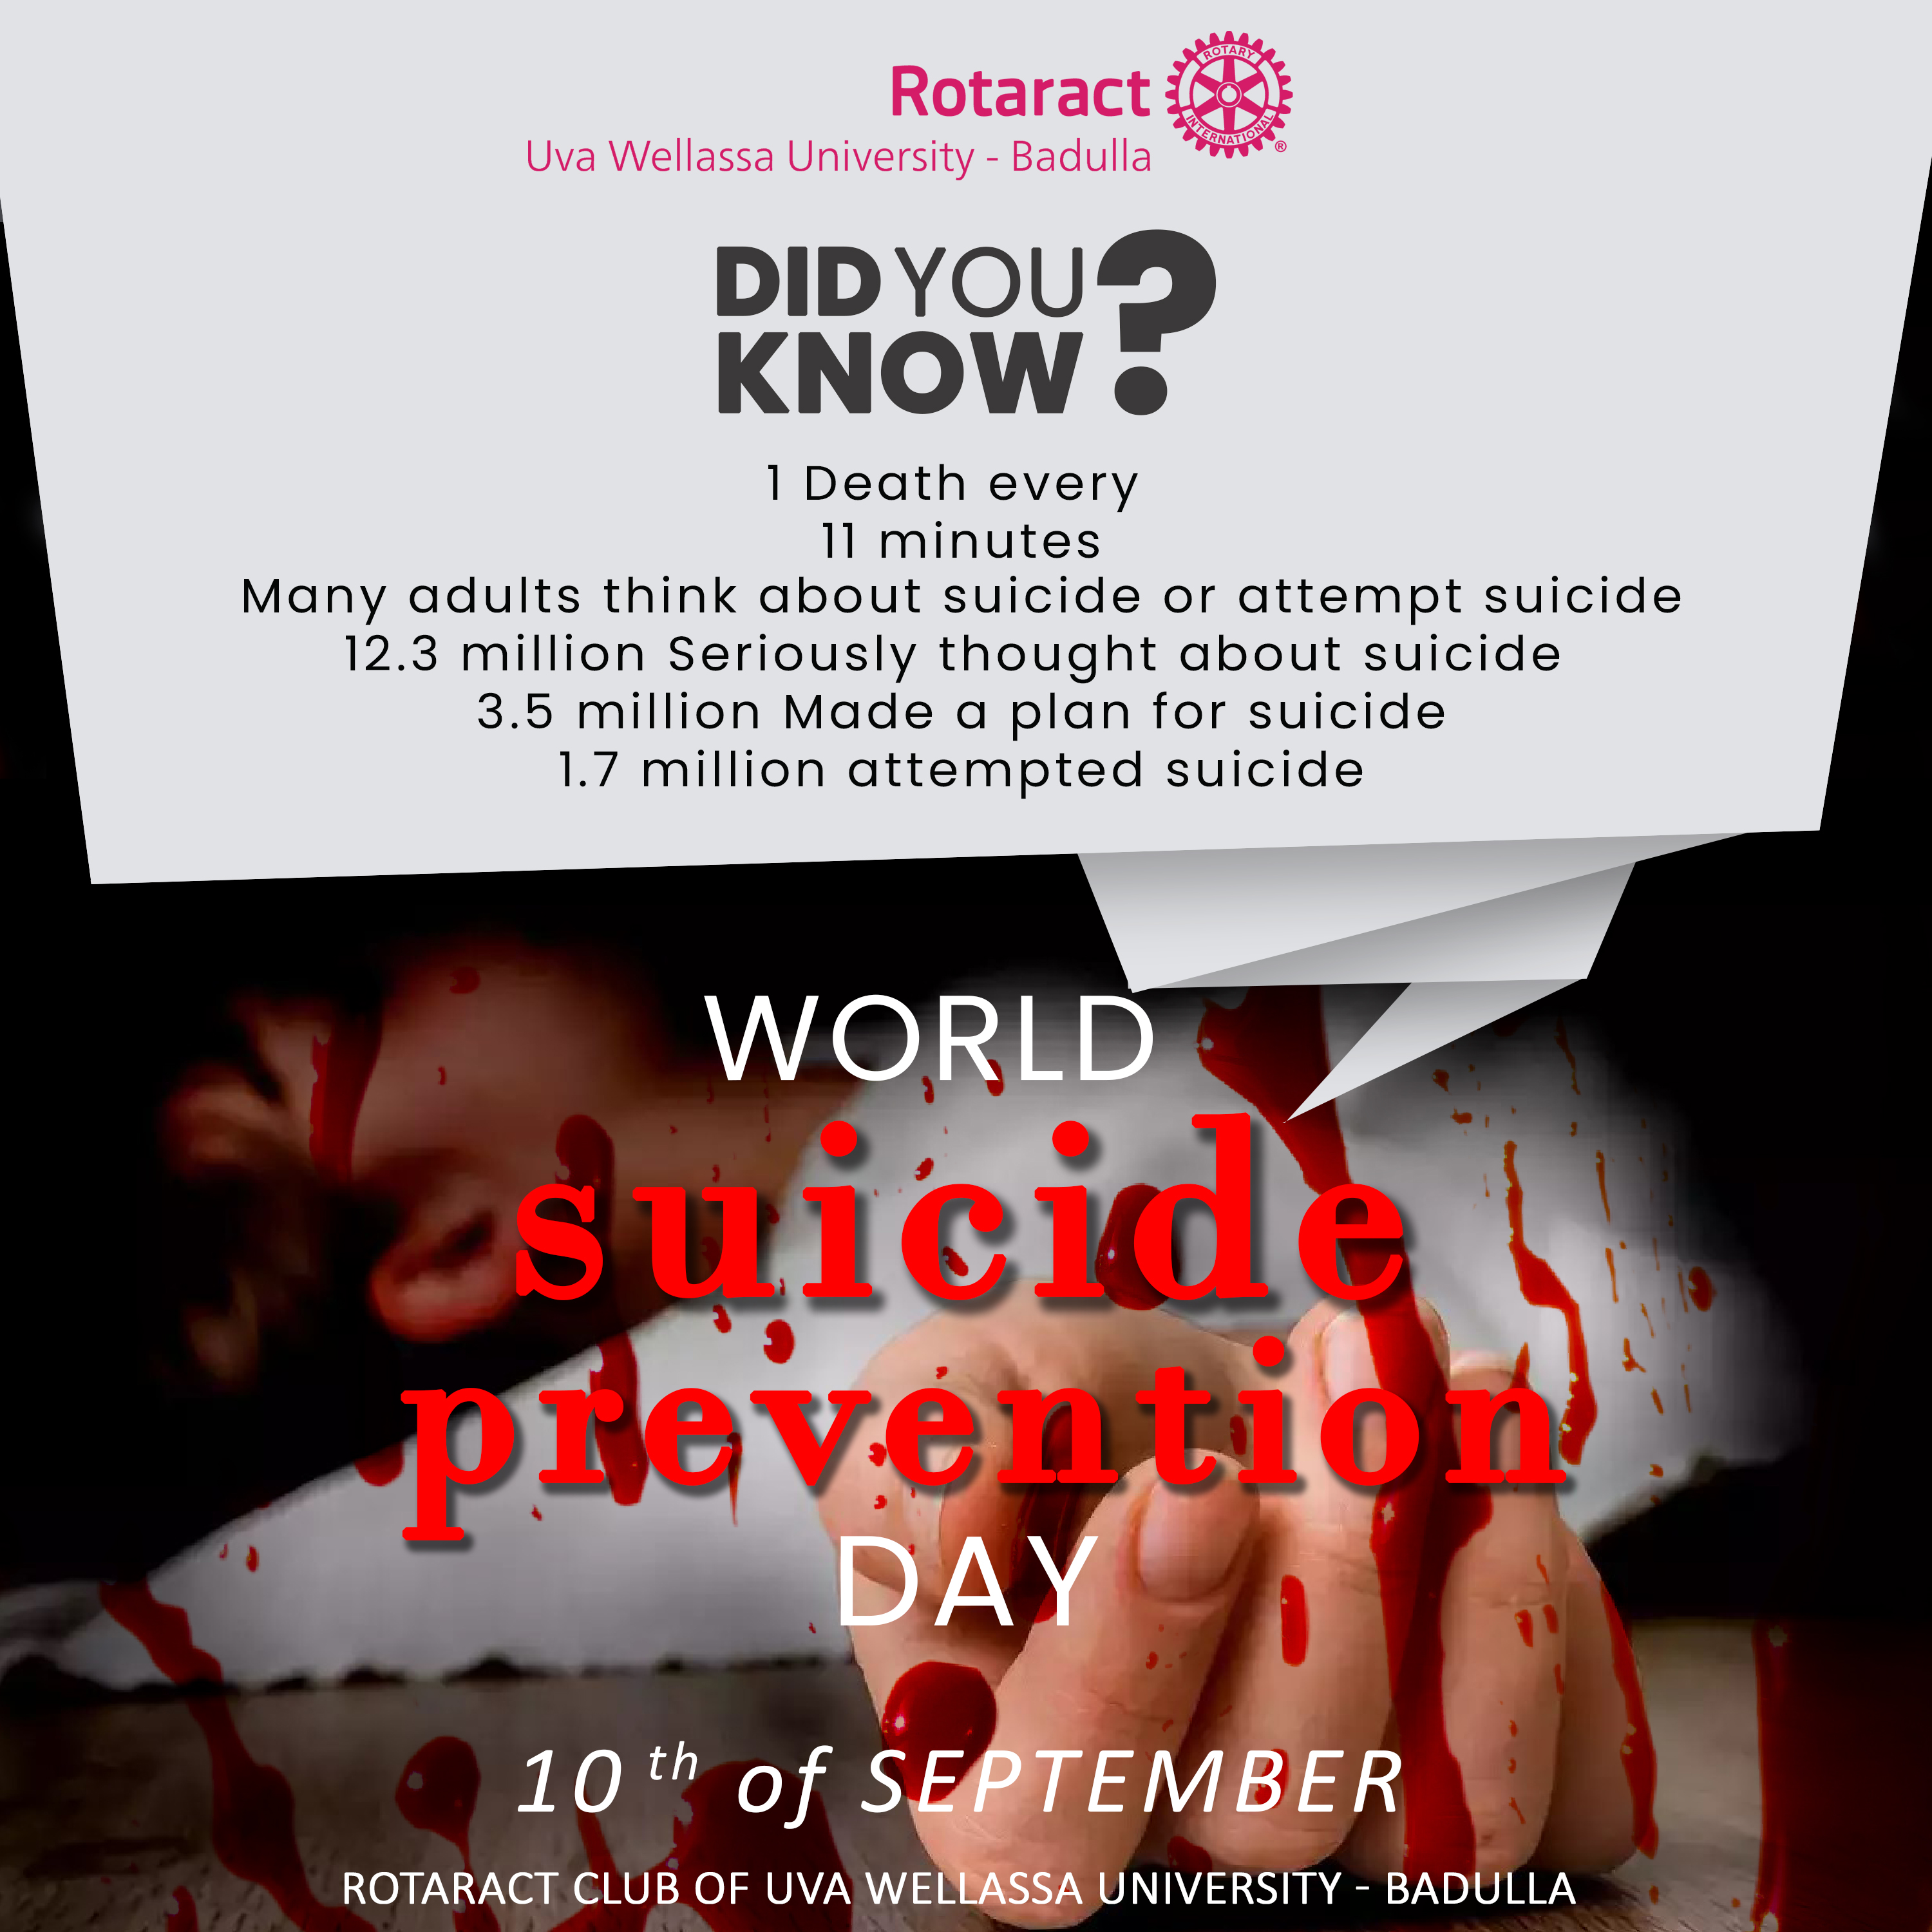 Rotaract
Uva Wellassa University - Badulla
ROTARY
INTERNATIONAL
®
DID YOU
KNOW?
1 Death every
11 minutes
Many adults think about suicide or attempt suicide
12.3 million Seriously thought about suicide
3.5 million Made a plan for suicide
1.7 million attempted suicide
WORLD
suicide
prevention
DAY
10 th of SEPTEMBER
ROTARACT CLUB OF UVA WELLASSA UNIVERSITY - BADULLA